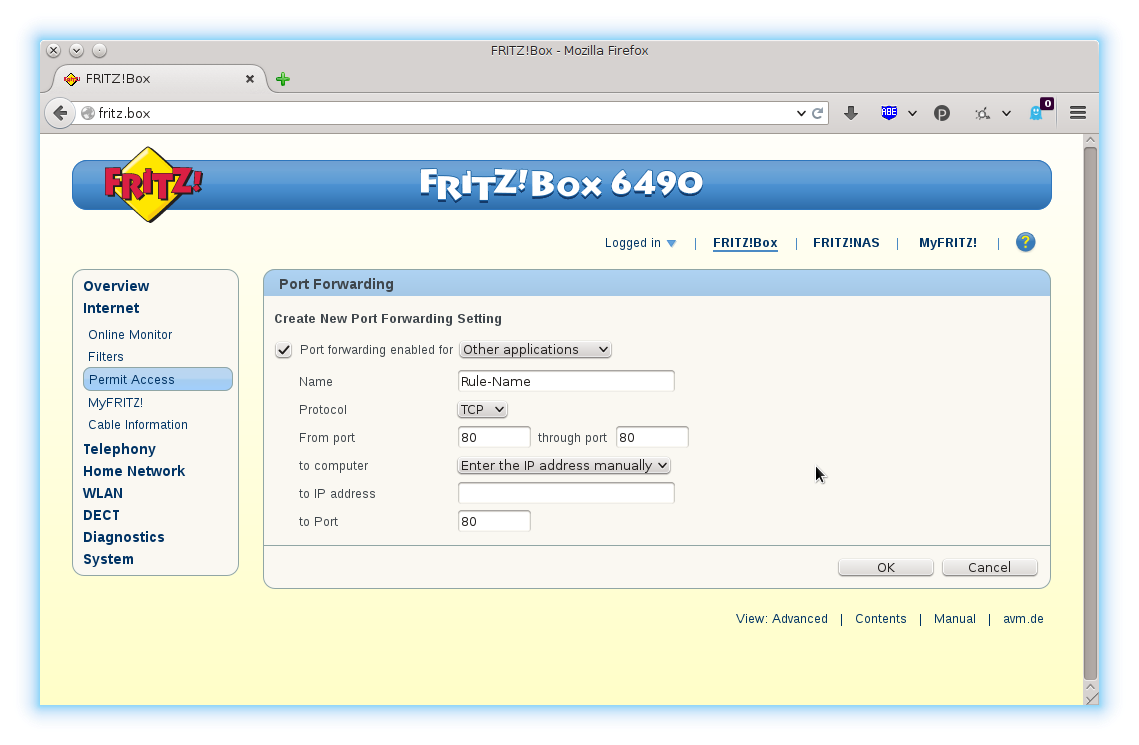 FRITZ!Box - Mozilla Firefox
FRITZ!Box
fritz.box
ABE
0
FRITZ!
FRITZ!Box 6490
Logged in | FRITZ!Box | FRITZ!NAS | MyFRITZ! | ?
Overview
Internet
Online Monitor
Filters
Permit Access
MyFRITZ!
Cable Information
Telephony
Home Network
WLAN
DECT
Diagnostics
System
Port Forwarding
Create New Port Forwarding Setting
Port forwarding enabled for Other applications
Name Rule-Name
Protocol TCP
From port 80 through port 80
to computer Enter the IP address manually
to IP address
to Port 80
OK Cancel
View: Advanced | Contents | Manual | avm.de